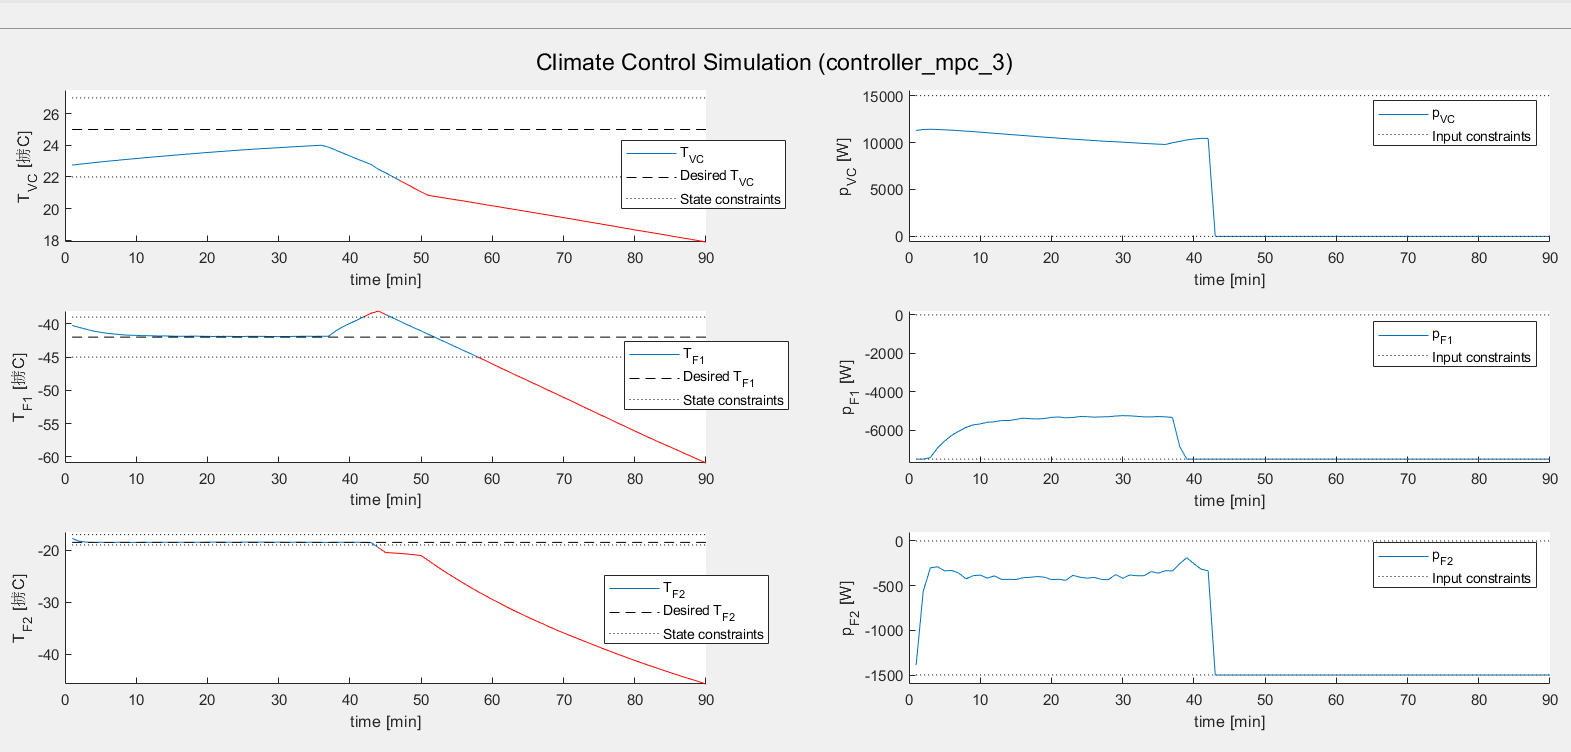 Climate Control Simulation (controller_mpc_3)
T_VC [掳C]
26
24
22
20
18
0 10 20 30 40 50 60 70 80 90
time [min]
T_VC
Desired T_VC
State constraints
p_VC [W]
15000
10000
5000
0
0 10 20 30 40 50 60 70 80 90
time [min]
p_VC
Input constraints
T_F1 [掳C]
-40
-45
-50
-55
-60
0 10 20 30 40 50 60 70 80 90
time [min]
T_F1
Desired T_F1
State constraints
p_F1 [W]
0
-2000
-4000
-6000
0 10 20 30 40 50 60 70 80 90
time [min]
p_F1
Input constraints
T_F2 [掳C]
-20
-30
-40
0 10 20 30 40 50 60 70 80 90
time [min]
T_F2
Desired T_F2
State constraints
p_F2 [W]
0
-500
-1000
-1500
0 10 20 30 40 50 60 70 80 90
time [min]
p_F2
Input constraints